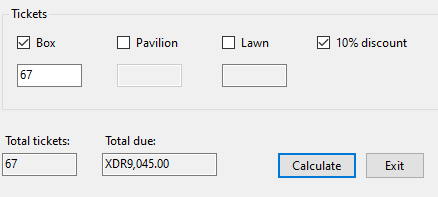 Tickets
Box Pavilion Lawn 10% discount
67
Total tickets: Total due:
67 XDR9,045.00 Calculate Exit